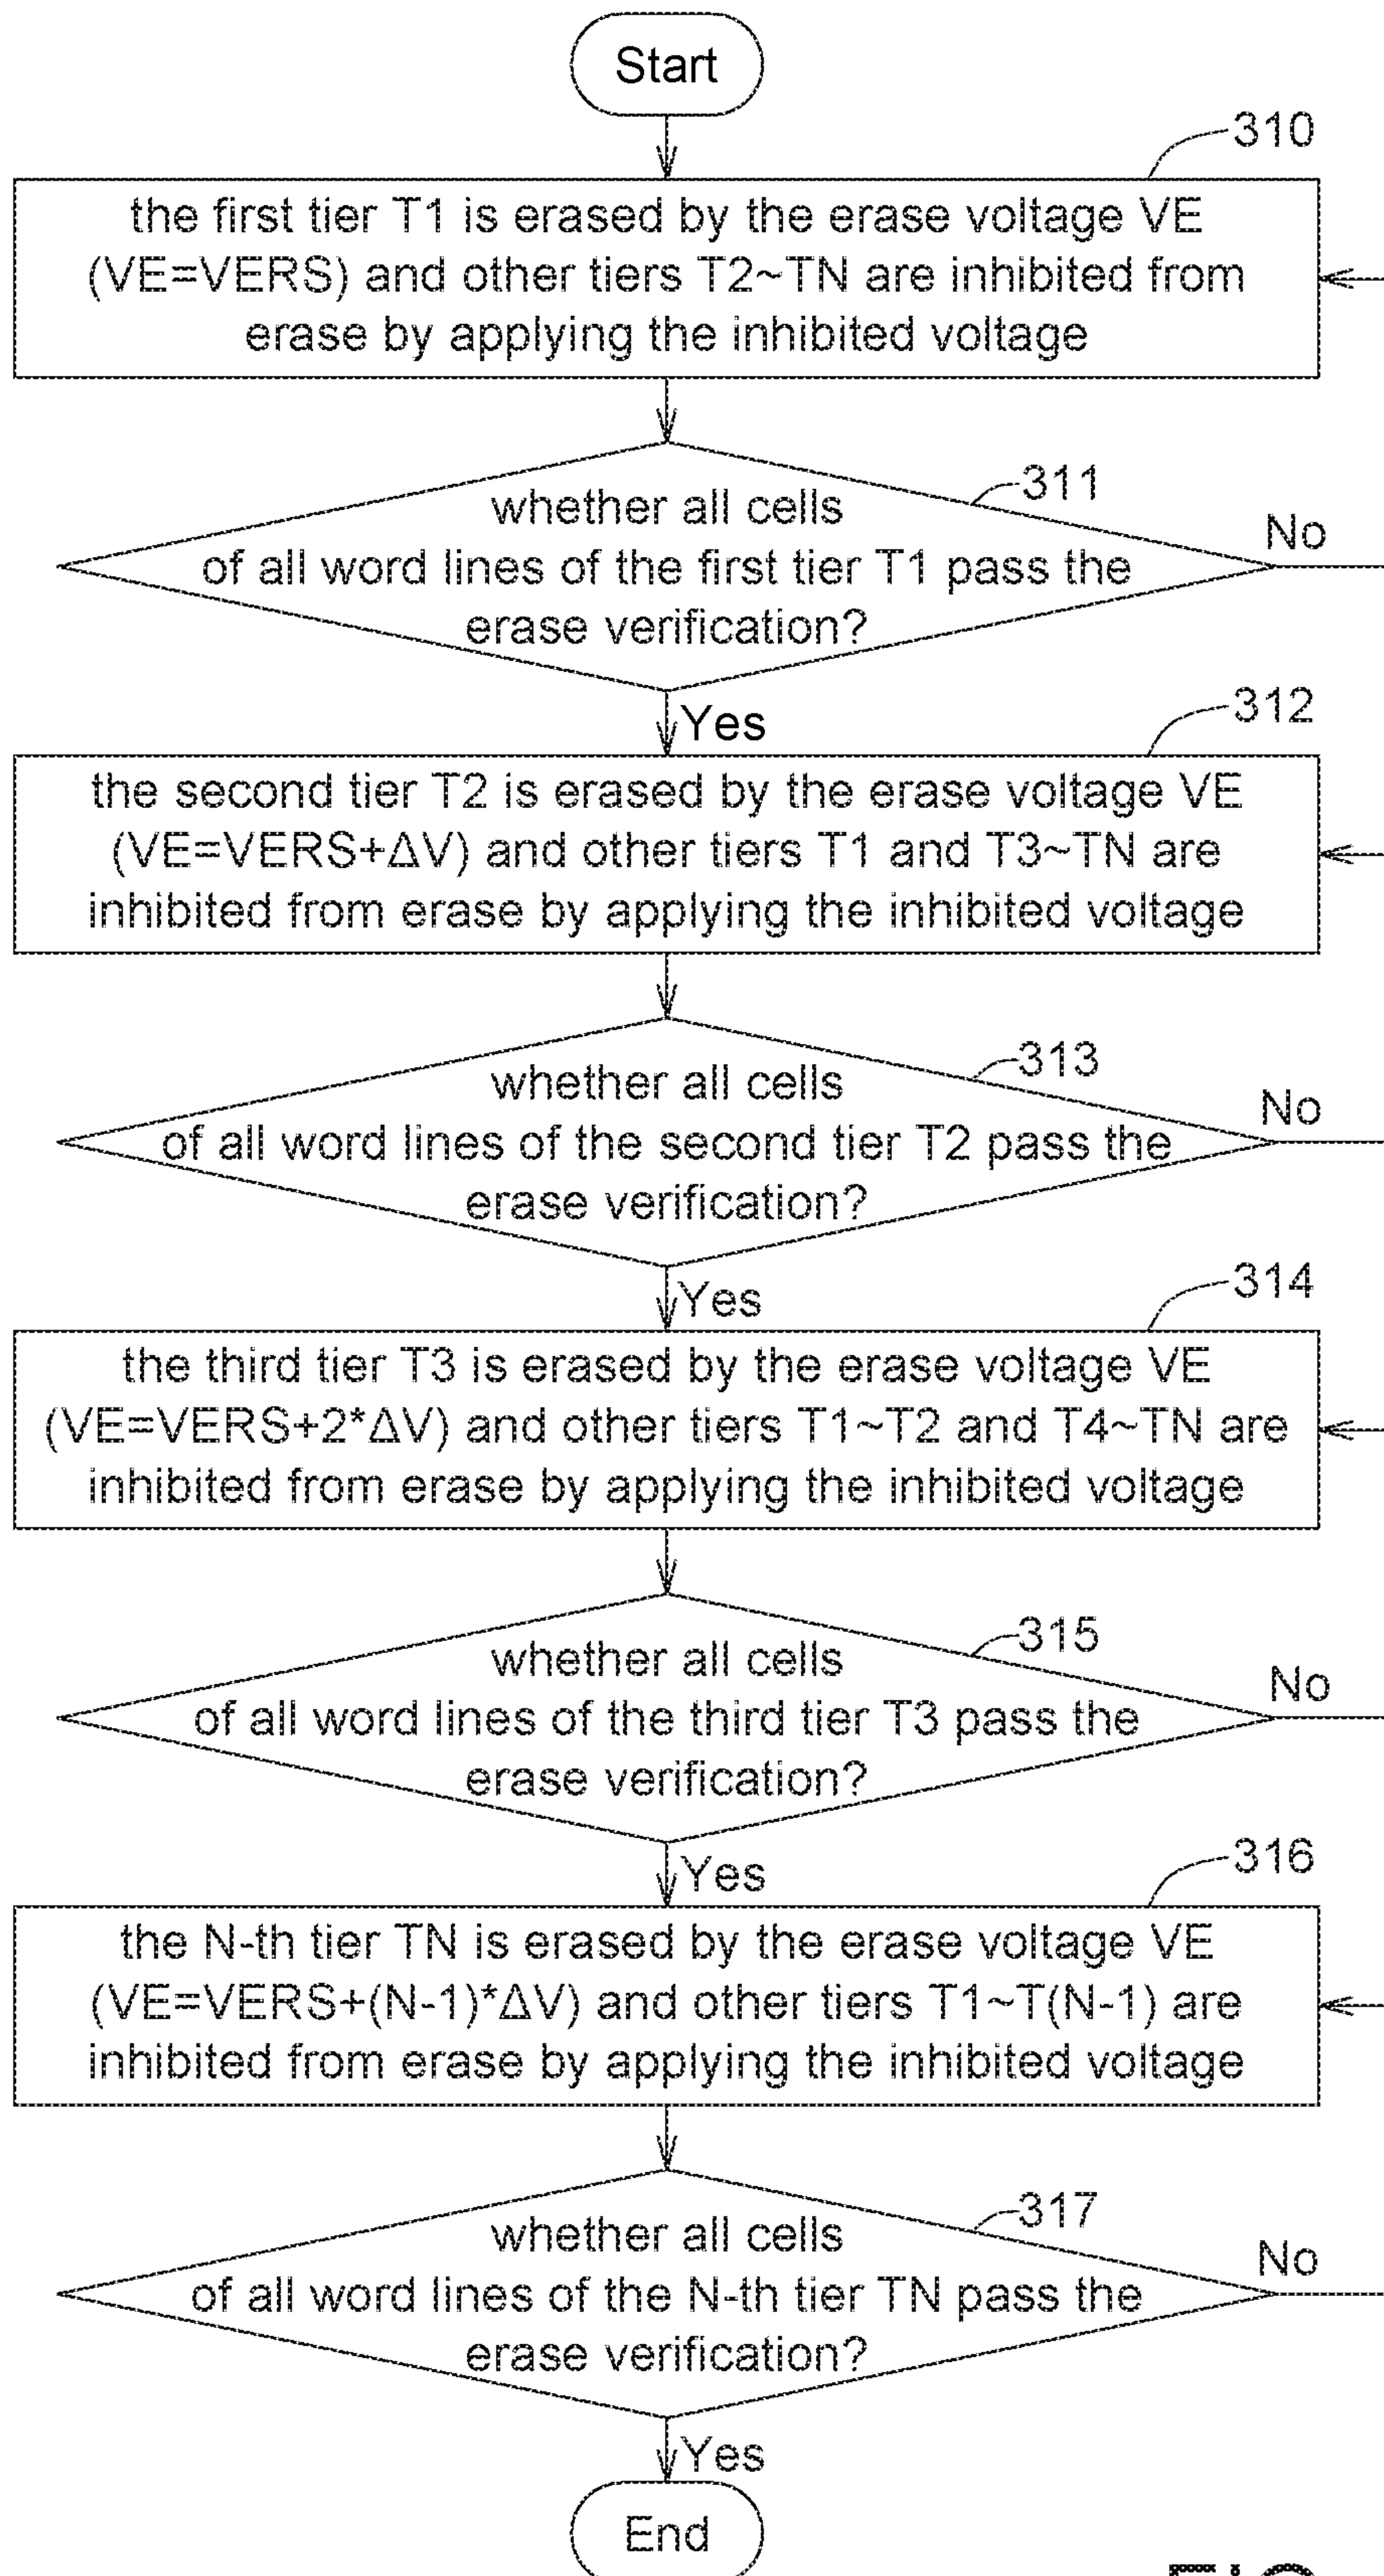 Start
310
the first tier T1 is erased by the erase voltage VE
(VE=VERS) and other tiers T2~TN are inhibited from
erase by applying the inhibited voltage
311
whether all cells
of all word lines of the first tier T1 pass the
erase verification?
No
Yes
312
the second tier T2 is erased by the erase voltage VE
(VE=VERS+ΔV) and other tiers T1 and T3~TN are
inhibited from erase by applying the inhibited voltage
313
whether all cells
of all word lines of the second tier T2 pass the
erase verification?
No
Yes
314
the third tier T3 is erased by the erase voltage VE
(VE=VERS+2*ΔV) and other tiers T1~T2 and T4~TN are
inhibited from erase by applying the inhibited voltage
315
whether all cells
of all word lines of the third tier T3 pass the
erase verification?
No
Yes
316
the N-th tier TN is erased by the erase voltage VE
(VE=VERS+(N-1)*ΔV) and other tiers T1~T(N-1) are
inhibited from erase by applying the inhibited voltage
317
whether all cells
of all word lines of the N-th tier TN pass the
erase verification?
No
Yes
End